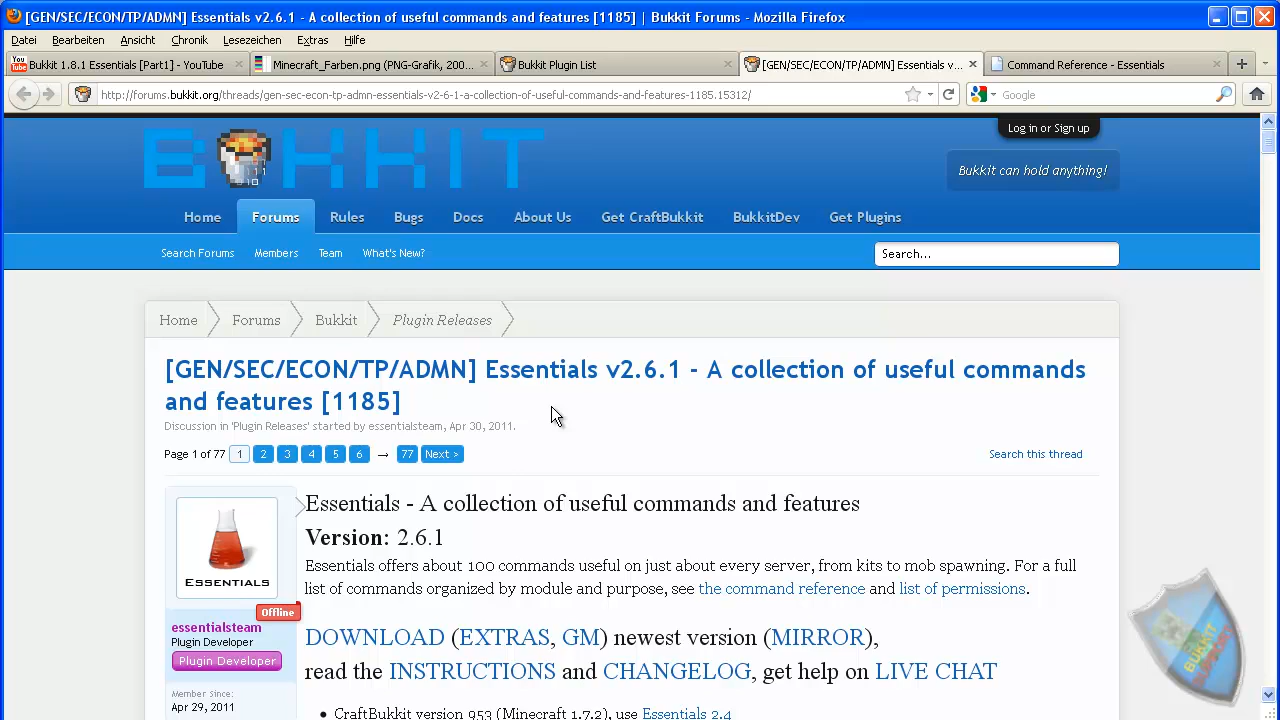 [GEN/SEC/ECON/TP/ADMN] Essentials v2.6.1 - A collection of useful commands and features [1185] | Bukkit Forums - Mozilla Firefox
Datei Bearbeiten Ansicht Chronik Lesezeichen Extras Hilfe
You Tube Bukkit 1.8.1 Essentials [Part1] - YouTube Minecraft_Farben.png (PNG-Grafik, 200... Bukkit Plugin List [GEN/SEC/ECON/TP/ADMN] Essentials v... Command Reference - Essentials
http://forums.bukkit.org/threads/gen-sec-econ-tp-admn-essentials-v2-6-1-a-collection-of-useful-commands-and-features-1185.15312/ Google
Log in or Sign up
BUKKIT
Bukkit can hold anything!
Home Forums Rules Bugs Docs About Us Get CraftBukkit BukkitDev Get Plugins
Search Forums Members Team What's New? Search...
Home Forums Bukkit Plugin Releases
[GEN/SEC/ECON/TP/ADMN] Essentials v2.6.1 - A collection of useful commands
and features [1185]
Discussion in 'Plugin Releases' started by essentialsteam, Apr 30, 2011.
Page 1 of 77 1 2 3 4 5 6 → 77 Next > Search this thread
Essentials - A collection of useful commands and features
Version: 2.6.1
Essentials offers about 100 commands useful on just about every server, from kits to mob spawning. For a full
list of commands organized by module and purpose, see the command reference and list of permissions.
ESSENTIALS
Offline
essentialsteam
Plugin Developer
Plugin Developer
Member Since:
Apr 29, 2011
DOWNLOAD (EXTRAS, GM) newest version (MIRROR),
read the INSTRUCTIONS and CHANGELOG, get help on LIVE CHAT
• CraftBukkit version 953 (Minecraft 1.7.2), use Essentials 2.4
BUKKIT